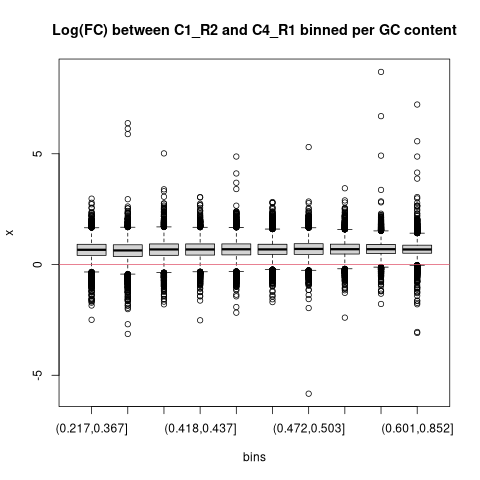 Log(FC) between C1_R2 and C4_R1 binned per GC content
x
5
0
-5
(0.217,0.367]
(0.418,0.437]
(0.472,0.503]
(0.601,0.852]
bins